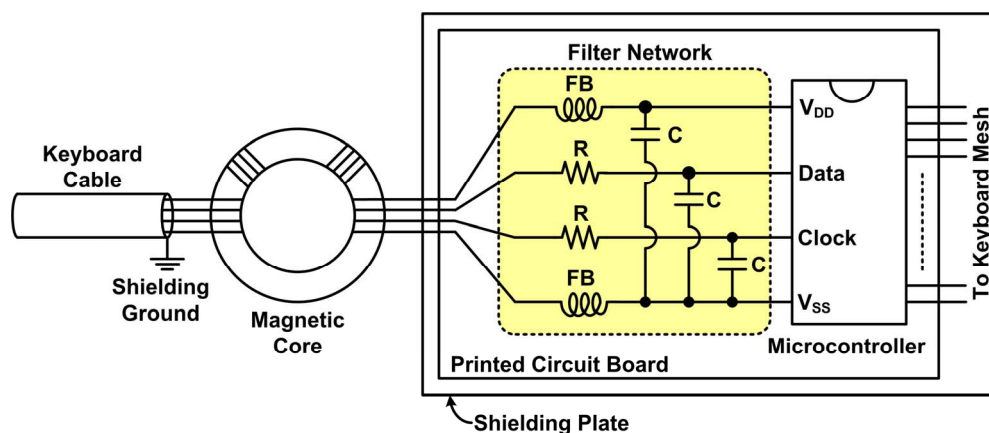 Filter Network
FB
V_DD
C
Keyboard
Cable
R
Data
C
R
Clock
C
Shielding
Ground
FB
V_SS
Magnetic
Core
Microcontroller
Printed Circuit Board
To Keyboard Mesh
Shielding Plate